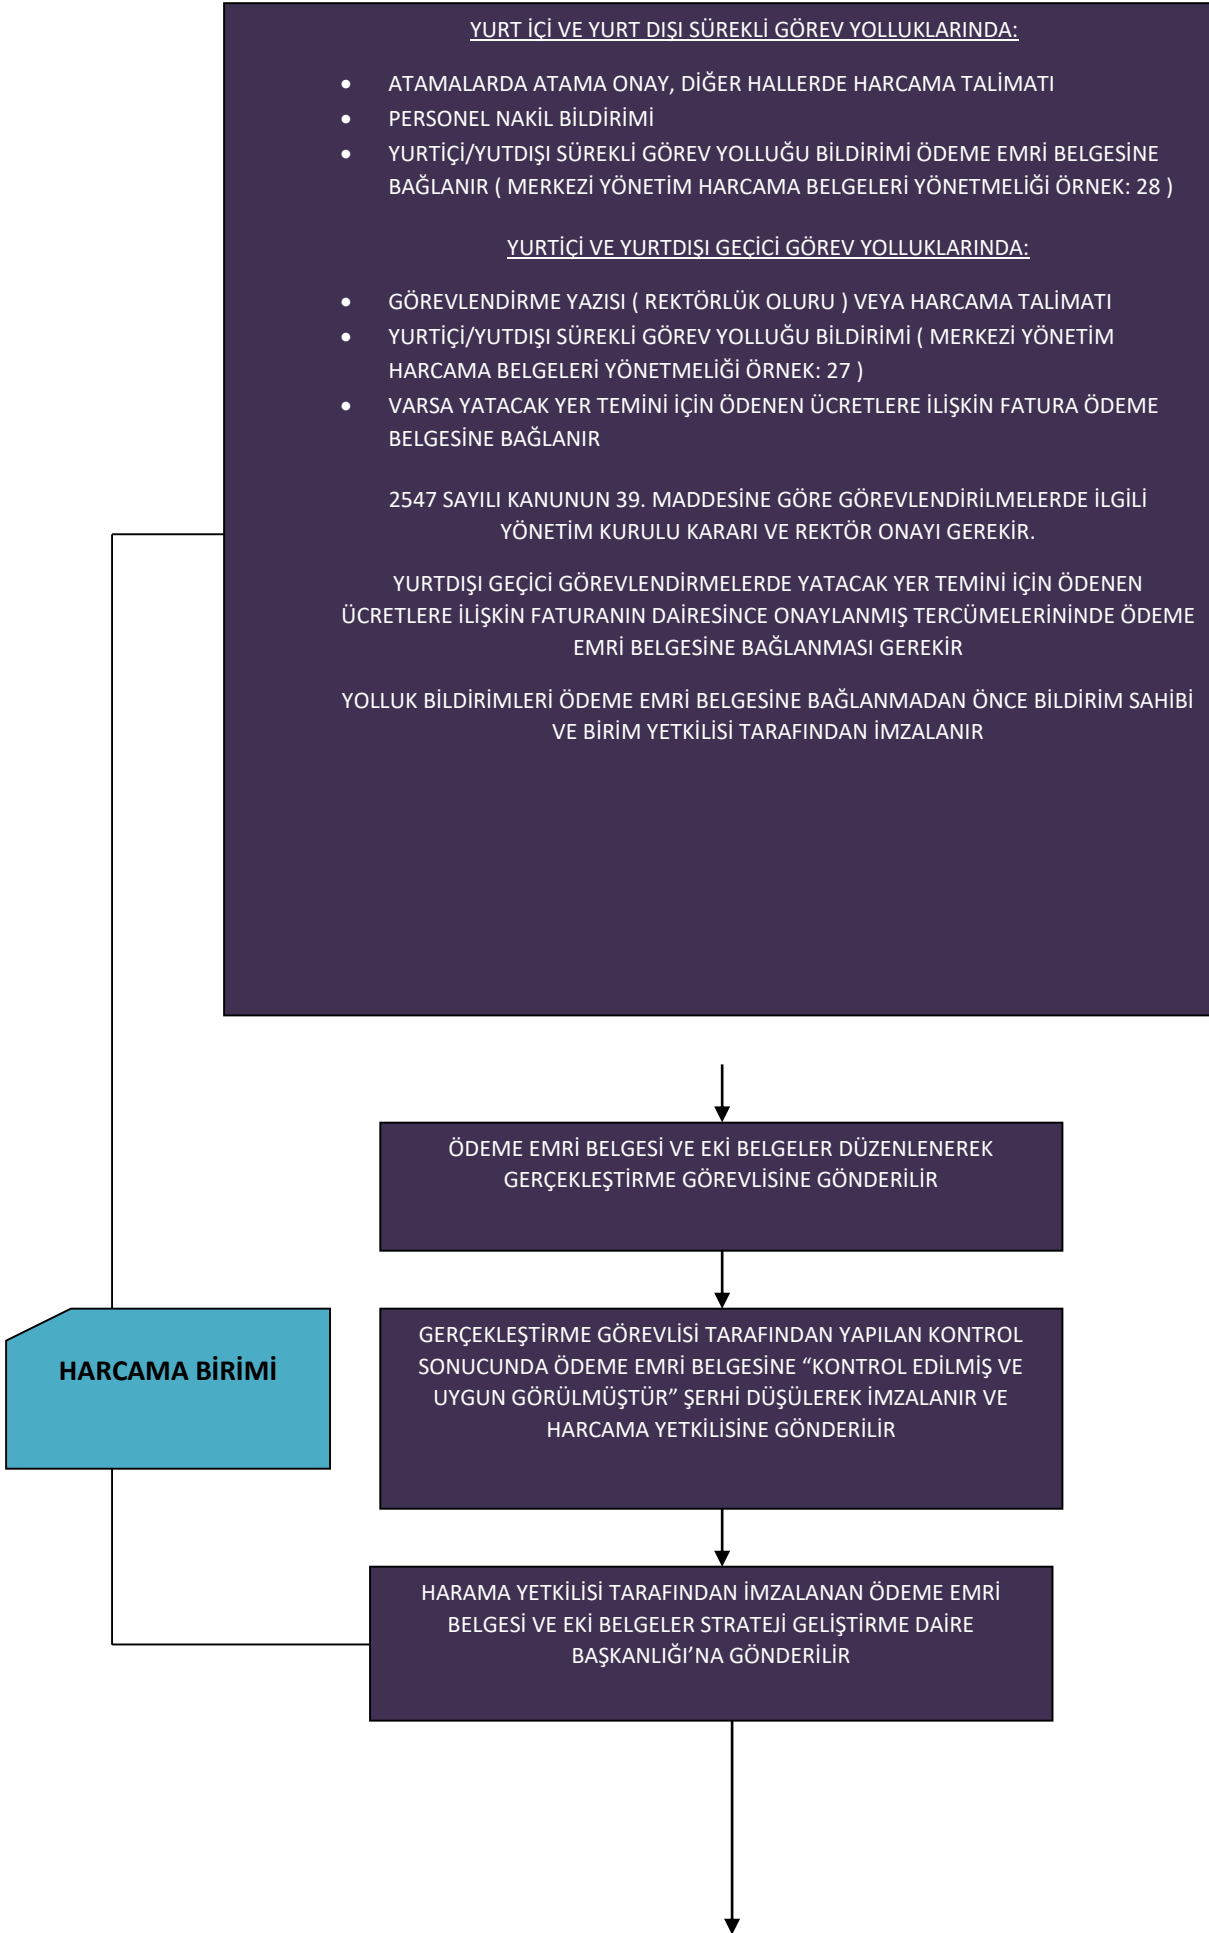 YURT İÇİ VE YURT DIŞI SÜREKLİ GÖREV YOLLUKLARINDA:
• ATAMALARDA ATAMA ONAY, DİĞER HALLERDE HARCAMA TALİMATI
• PERSONEL NAKİL BİLDİRİMİ
• YURTİÇİ/YUTDIŞI SÜREKLİ GÖREV YOLLUĞU BİLDİRİMİ ÖDEME EMRİ BELGESİNE
BAĞLANIR ( MERKEZİ YÖNETİM HARCAMA BELGELERİ YÖNETMELİĞİ ÖRNEK: 28 )
YURTİÇİ VE YURTDIŞI GEÇİCİ GÖREV YOLLUKLARINDA:
• GÖREVLENDİRME YAZISI ( REKTÖRLÜK OLURU ) VEYA HARCAMA TALİMATI
• YURTİÇİ/YUTDIŞI SÜREKLİ GÖREV YOLLUĞU BİLDİRİMİ ( MERKEZİ YÖNETİM
HARCAMA BELGELERİ YÖNETMELİĞİ ÖRNEK: 27 )
• VARSA YATACAK YER TEMİNİ İÇİN ÖDENEN ÜCRETLERE İLİŞKİN FATURA ÖDEME
BELGESİNE BAĞLANIR
2547 SAYILI KANUNUN 39. MADDESİNE GÖRE GÖREVLENDİRİLMELERDE İLGİLİ
YÖNETİM KURULU KARARI VE REKTÖR ONAYI GEREKİR.
YURTDIŞI GEÇİCİ GÖREVLENDİRMELERDE YATACAK YER TEMİNİ İÇİN ÖDENEN
ÜCRETLERE İLİŞKİN FATURANIN DAİRESİNCE ONAYLANMIŞ TERCÜMELERİNİNDE ÖDEME
EMRİ BELGESİNE BAĞLANMASI GEREKİR
YOLLUK BİLDİRİMLERİ ÖDEME EMRİ BELGESİNE BAĞLANMADAN ÖNCE BİLDİRİM SAHİBİ
VE BİRİM YETKİLİSİ TARAFINDAN İMZALANIR
ÖDEME EMRİ BELGESİ VE EKİ BELGELER DÜZENLENEREK
GERÇEKLEŞTİRME GÖREVLİSİNE GÖNDERİLİR
HARCAMA BİRİMİ
GERÇEKLEŞTİRME GÖREVLİSİ TARAFINDAN YAPILAN KONTROL
SONUCUNDA ÖDEME EMRİ BELGESİNE “KONTROL EDİLMİŞ VE
UYGUN GÖRÜLMÜŞTÜR” ŞERHİ DÜŞÜLEREK İMZALANIR VE
HARCAMA YETKİLİSİNE GÖNDERİLİR
HARAMA YETKİLİSİ TARAFINDAN İMZALANAN ÖDEME EMRİ
BELGESİ VE EKİ BELGELER STRATEJİ GELİŞTİRME DAİRE
BAŞKANLIĞI’NA GÖNDERİLİR